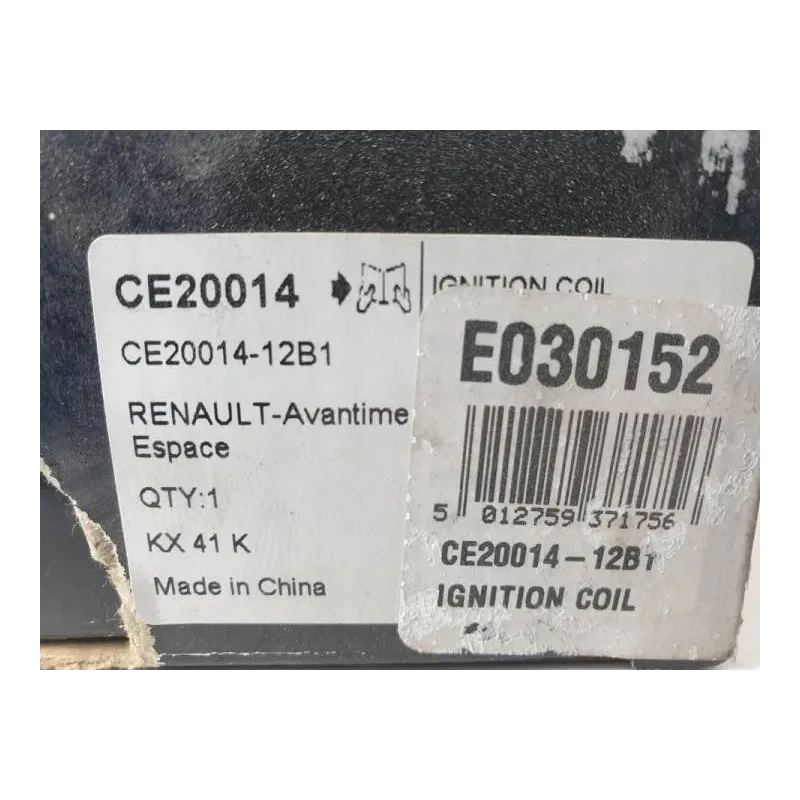 CE20014
IGNITION COIL
CE20014-12B1
RENAULT-Avantime
Espace
QTY:1
KX 41 K
Made in China
E030152
5 012759 371756
CE20014-12B1
IGNITION COIL